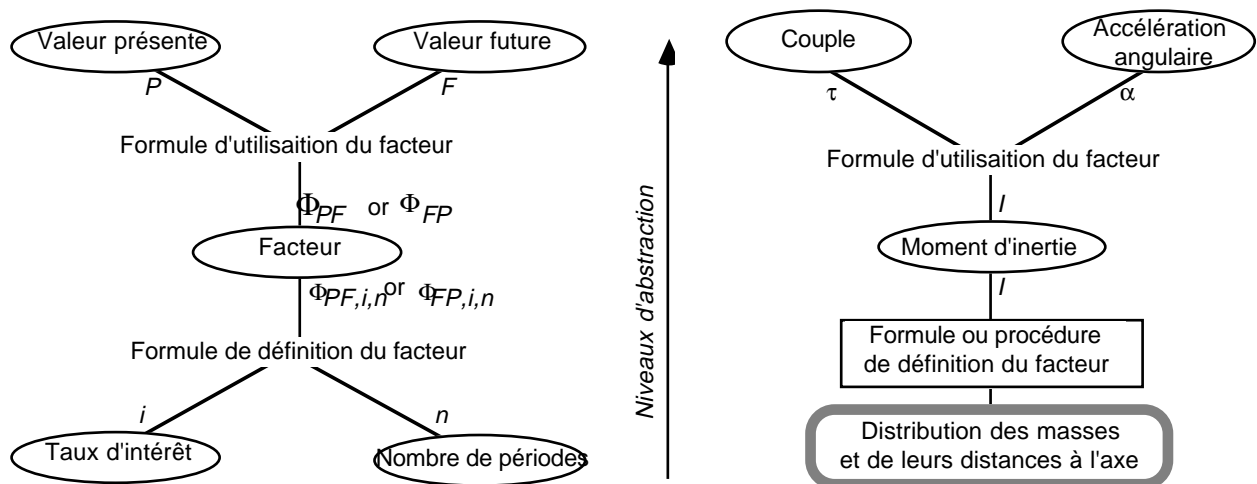 Valeur présente
Valeur future
P
F
Formule d'utilisaition du facteur
ΦPF or ΦFP
Facteur
ΦPF,i,n or ΦFP,i,n
Formule de définition du facteur
i
n
Taux d'intérêt
Nombre de périodes
Niveaux d'abstraction
Couple
Accélération
angulaire
τ
α
Formule d'utilisaition du facteur
I
Moment d'inertie
I
Formule ou procédure
de définition du facteur
Distribution des masses
et de leurs distances à l'axe